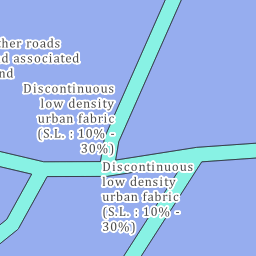 her roads
d associated
nd
Discontinuous
low density
urban fabric
(S.L. : 10% -
30%)
Discontinuous
low density
urban fabric
(S.L. : 10% -
30%)